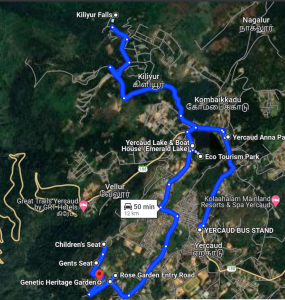 Kiliyur Falls
Nagalur
நாகலூர்
Kiliyur
கிளியூர்
Kombaikkadu
கோம்பைக்காடு
Yercaud Anna Pa
Yercaud Lake & Boat
House (Emerald Lake)
Eco Tourism Park
Vellur
வேலூர்
Great Trails Yercaud
by GRT Hotels
50 min
12 km
Kolaahalam Mainland
Resorts & Spa Yercaud
YERCAUD BUS STAND
Yercaud
ஏற்காடு
Children's Seat
Gents Seat
Rose Garden Entry Road
Genetic Heritage Garden